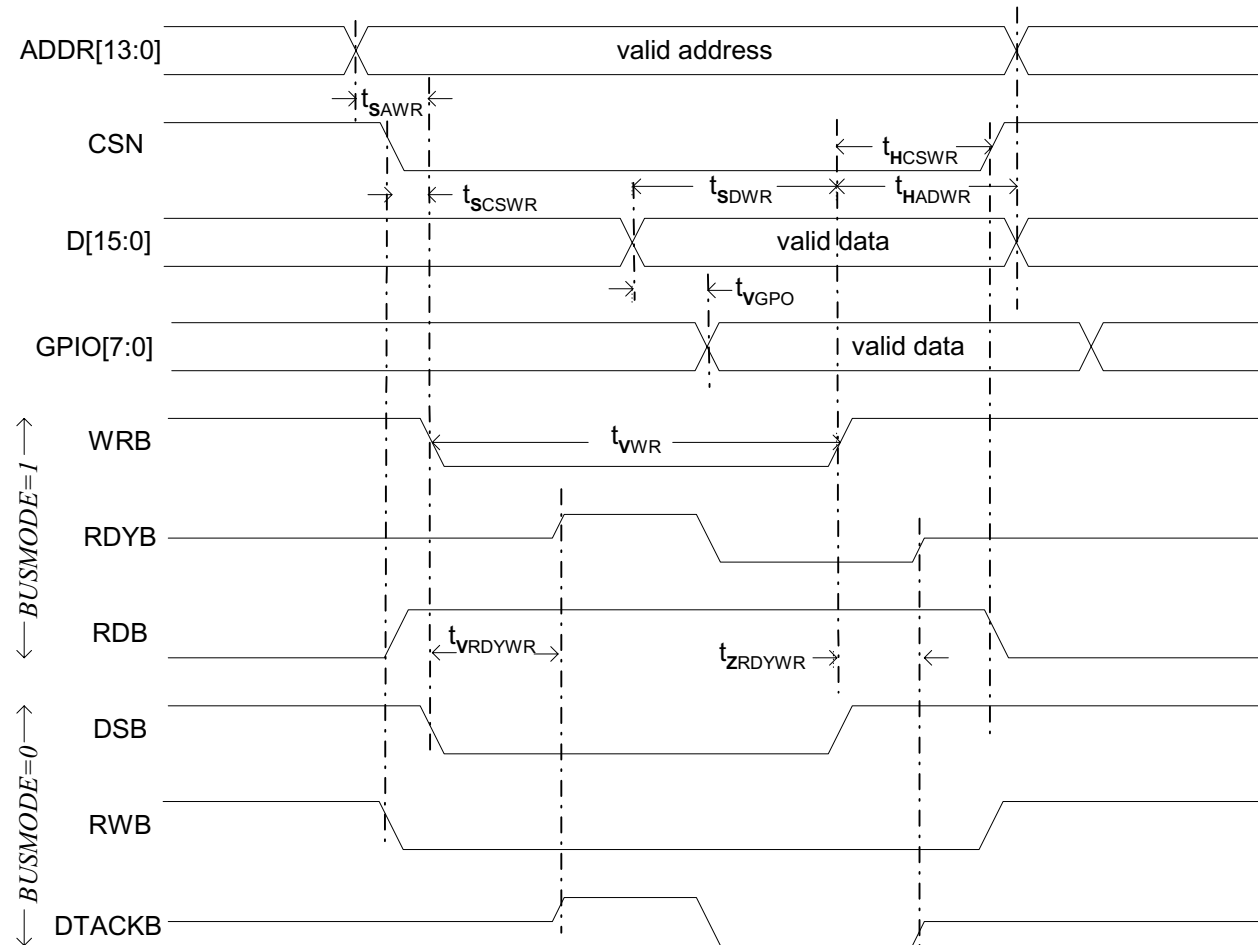 ADDR[13:0]
valid address
tSAWR
CSN
tHCSWR
tSCSWR
tSDWR
tHADWR
D[15:0]
valid data
tVGPO
GPIO[7:0]
valid data
BUSMODE=1
WRB
tVWR
RDYB
RDB
tVRDYWR
tZRDYWR
BUSMODE=0
DSB
RWB
DTACKB